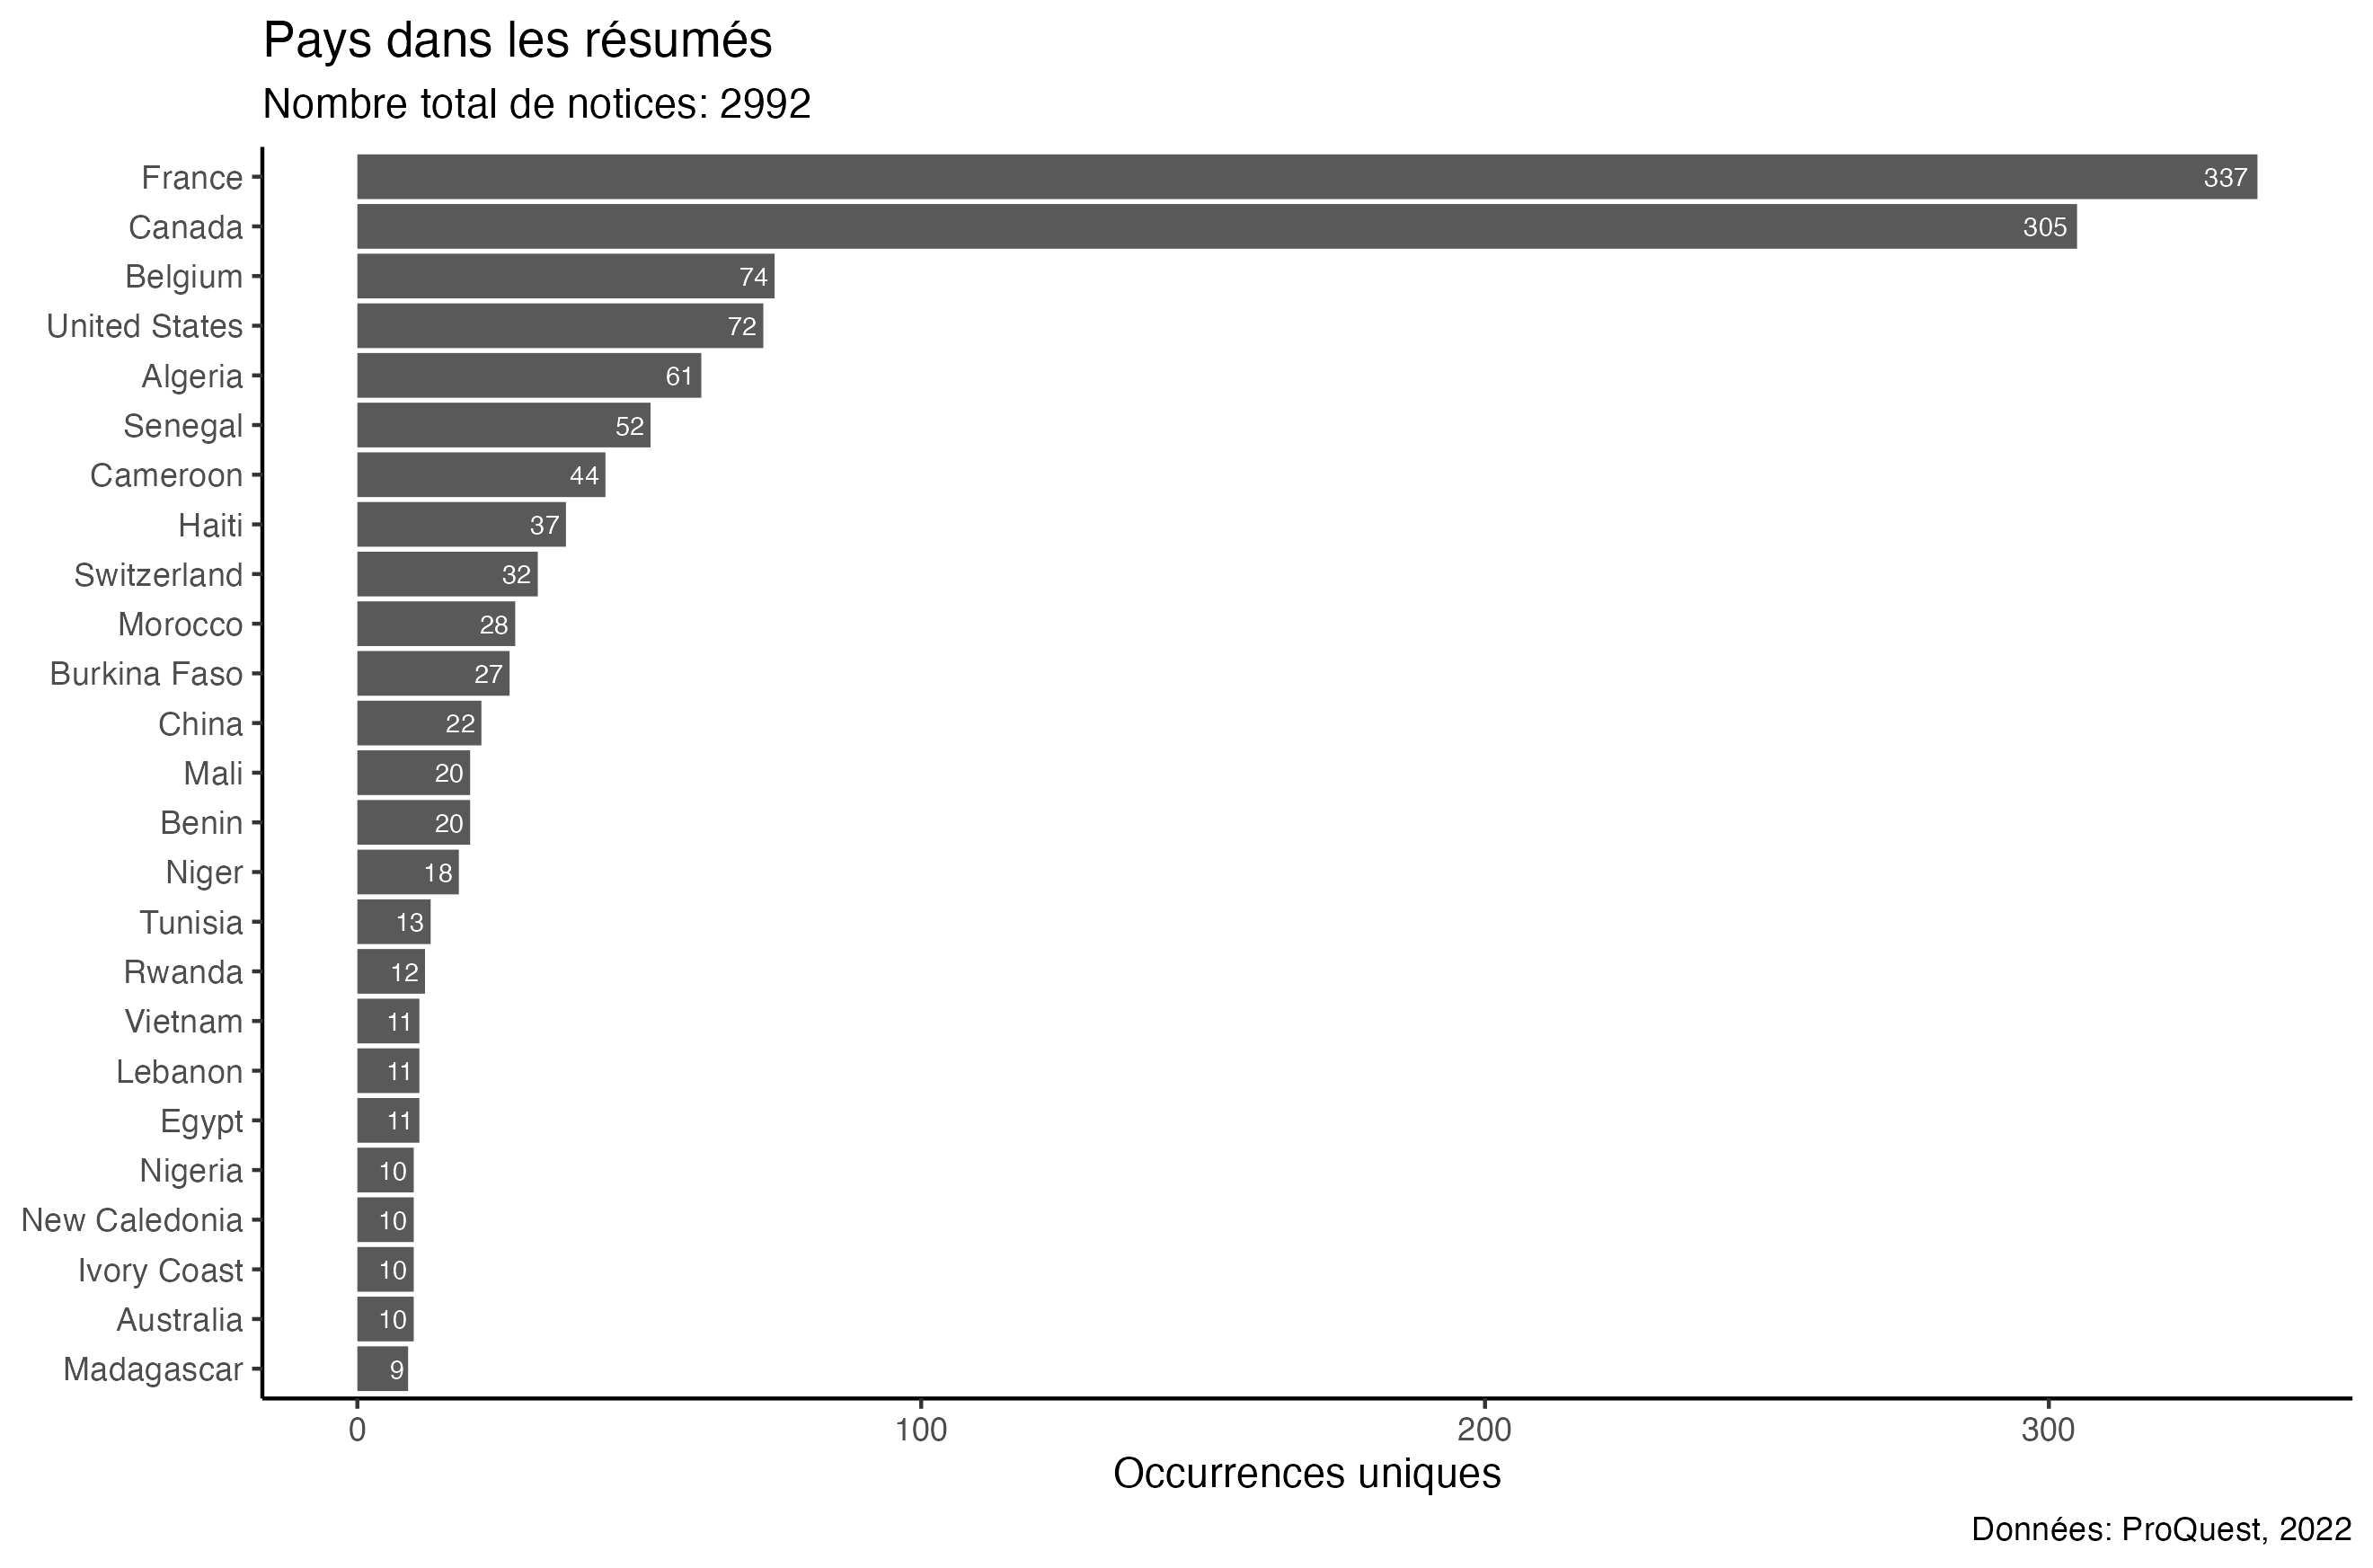 Pays dans les résumés
Nombre total de notices: 2992
France 337
Canada 305
Belgium 74
United States 72
Algeria 61
Senegal 52
Cameroon 44
Haiti 37
Switzerland 32
Morocco 28
Burkina Faso 27
China 22
Mali 20
Benin 20
Niger 18
Tunisia 13
Rwanda 12
Vietnam 11
Lebanon 11
Egypt 11
Nigeria 10
New Caledonia 10
Ivory Coast 10
Australia 10
Madagascar 9
0 100 200 300
Occurrences uniques
Données: ProQuest, 2022